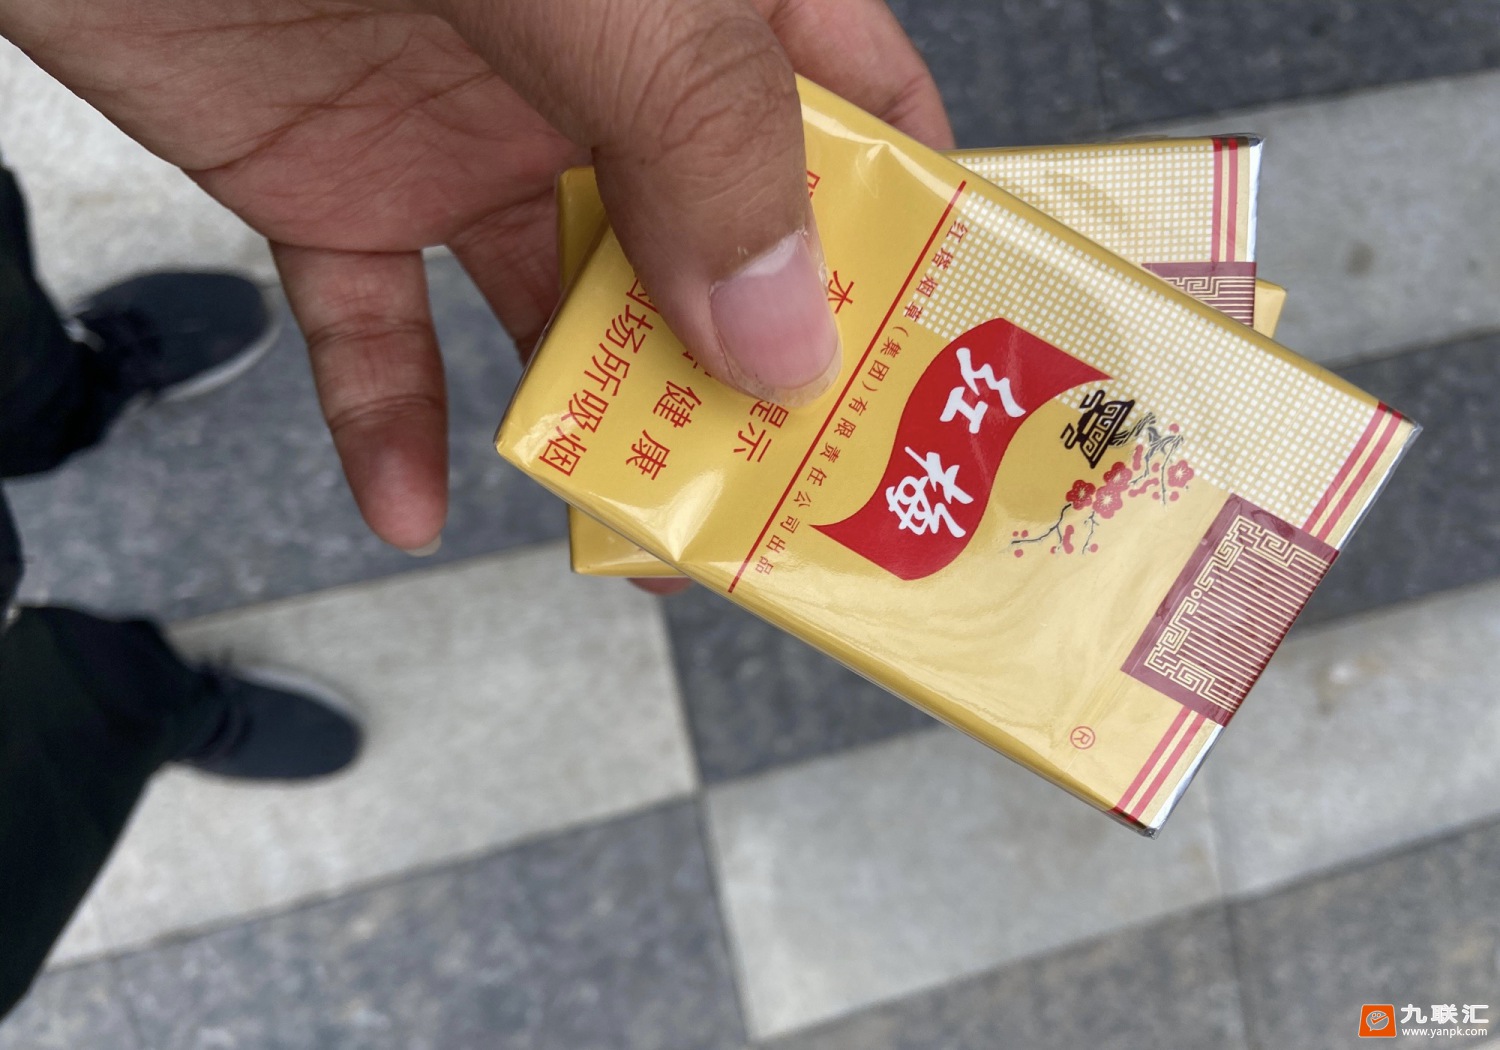 红梅
红塔烟草（集团）有限责任公司出品
®
本
提示
健康
场所吸烟
九联汇
www.yanpk.com